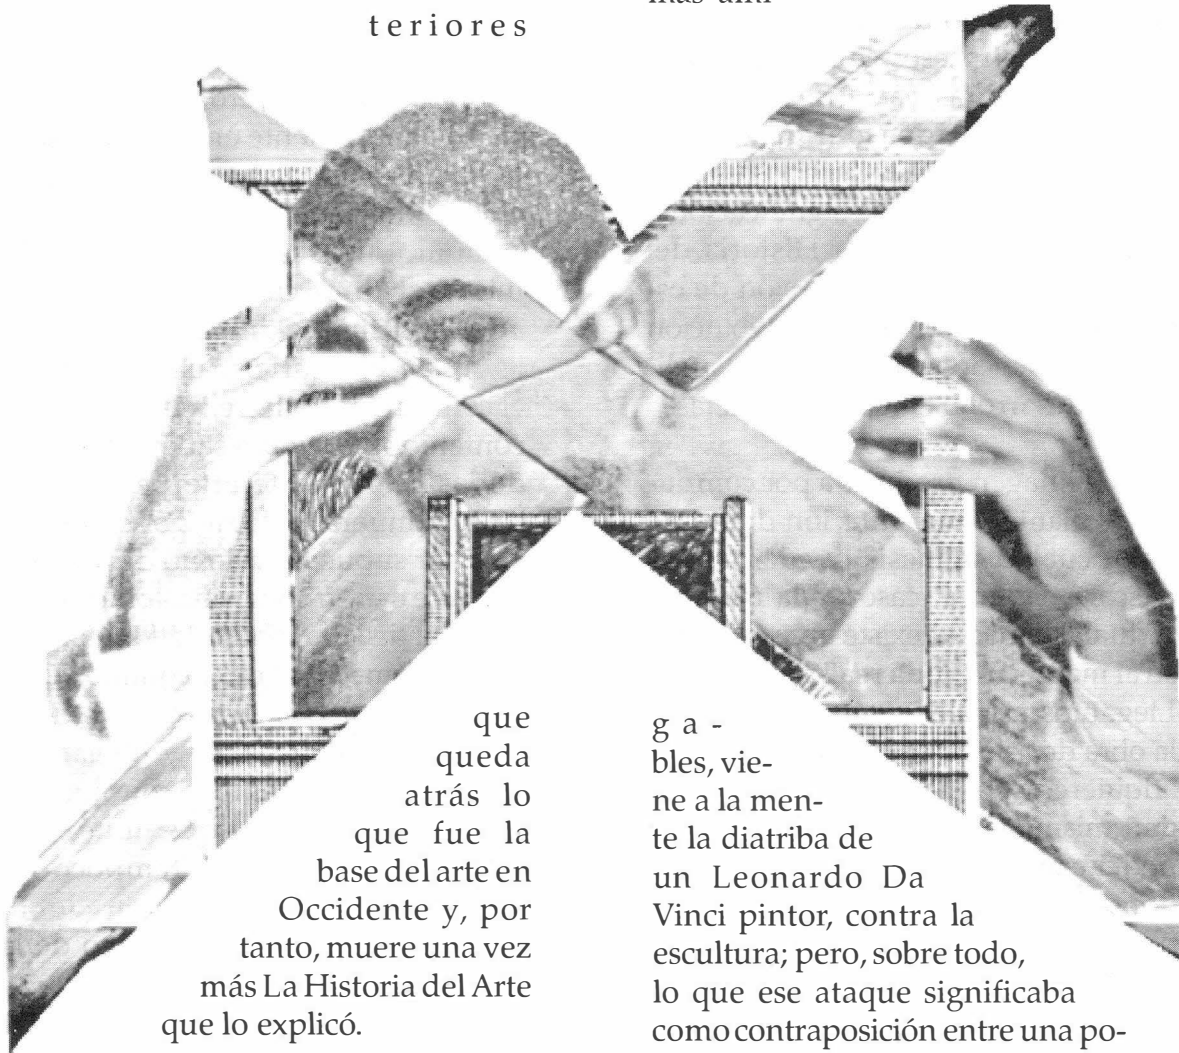 teriores
que
queda
atrás lo
que fue la
base del arte en
Occidente y, por
tanto, muere una vez
más La Historia del Arte
que lo explicó.
g a -
bles, vie-
ne a la men-
te la diatriba de
un Leonardo Da
Vinci pintor, contra la
escultura; pero, sobre todo,
lo que ese ataque significaba
como contraposición entre una po-